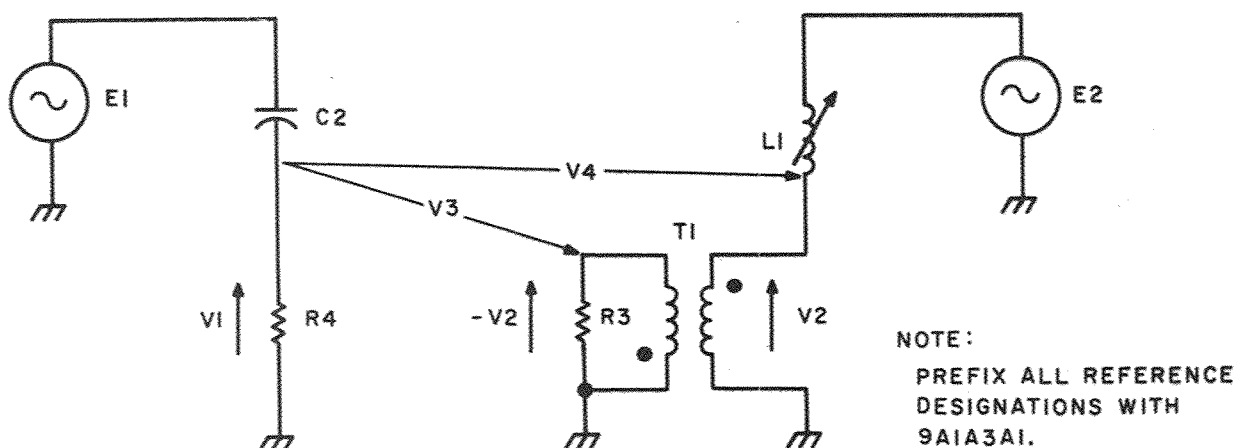 E1
C2
V4
V3
L1
E2
T1
V1
R4
-V2
R3
V2
NOTE:
PREFIX ALL REFERENCE
DESIGNATIONS WITH
9A1A3A1.